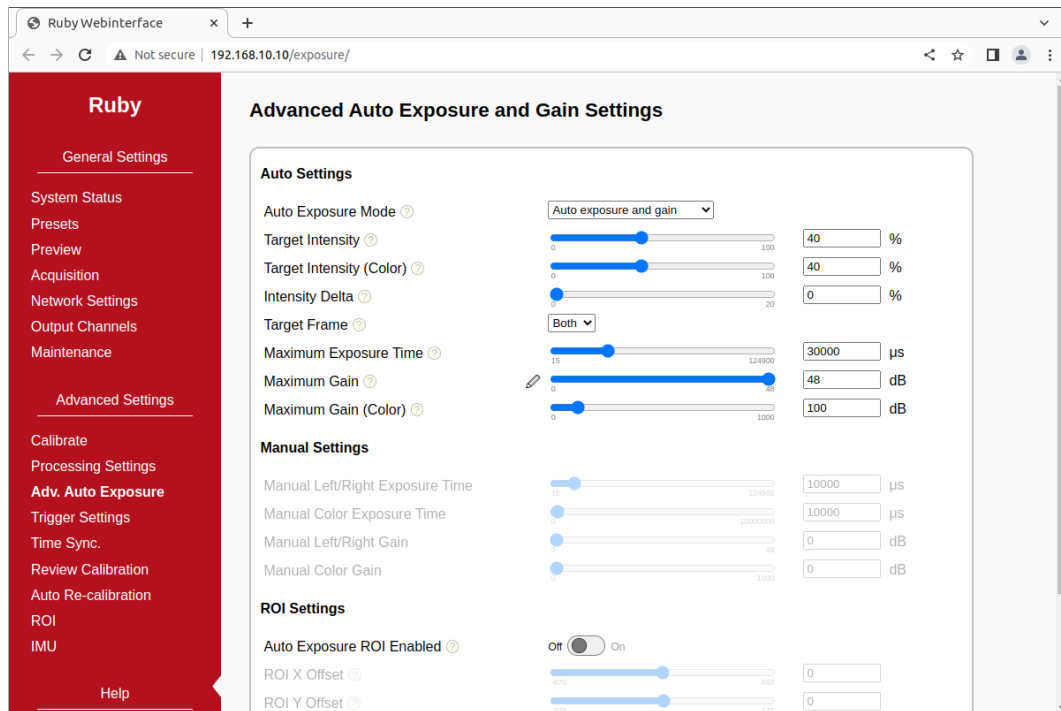 Ruby Webinterface
Not secure | 192.168.10.10/exposure/
Ruby
General Settings
System Status
Presets
Preview
Acquisition
Network Settings
Output Channels
Maintenance
Advanced Settings
Calibrate
Processing Settings
Adv. Auto Exposure
Trigger Settings
Time Sync.
Review Calibration
Auto Re-calibration
ROI
IMU
Help
Advanced Auto Exposure and Gain Settings
Auto Settings
Auto Exposure Mode ? Auto exposure and gain
Target Intensity ? 0 100 40 %
Target Intensity (Color) ? 0 100 40 %
Intensity Delta ? 0 20 0 %
Target Frame ? Both
Maximum Exposure Time ? 15 124900 30000 μs
Maximum Gain ? 0 48 48 dB
Maximum Gain (Color) ? 0 1000 100 dB
Manual Settings
Manual Left/Right Exposure Time 15 124900 10000 μs
Manual Color Exposure Time 0 10000000 10000 μs
Manual Left/Right Gain 0 48 0 dB
Manual Color Gain 0 1000 0 dB
ROI Settings
Auto Exposure ROI Enabled ? Off On
ROI X Offset ? 0
ROI Y Offset ? 0